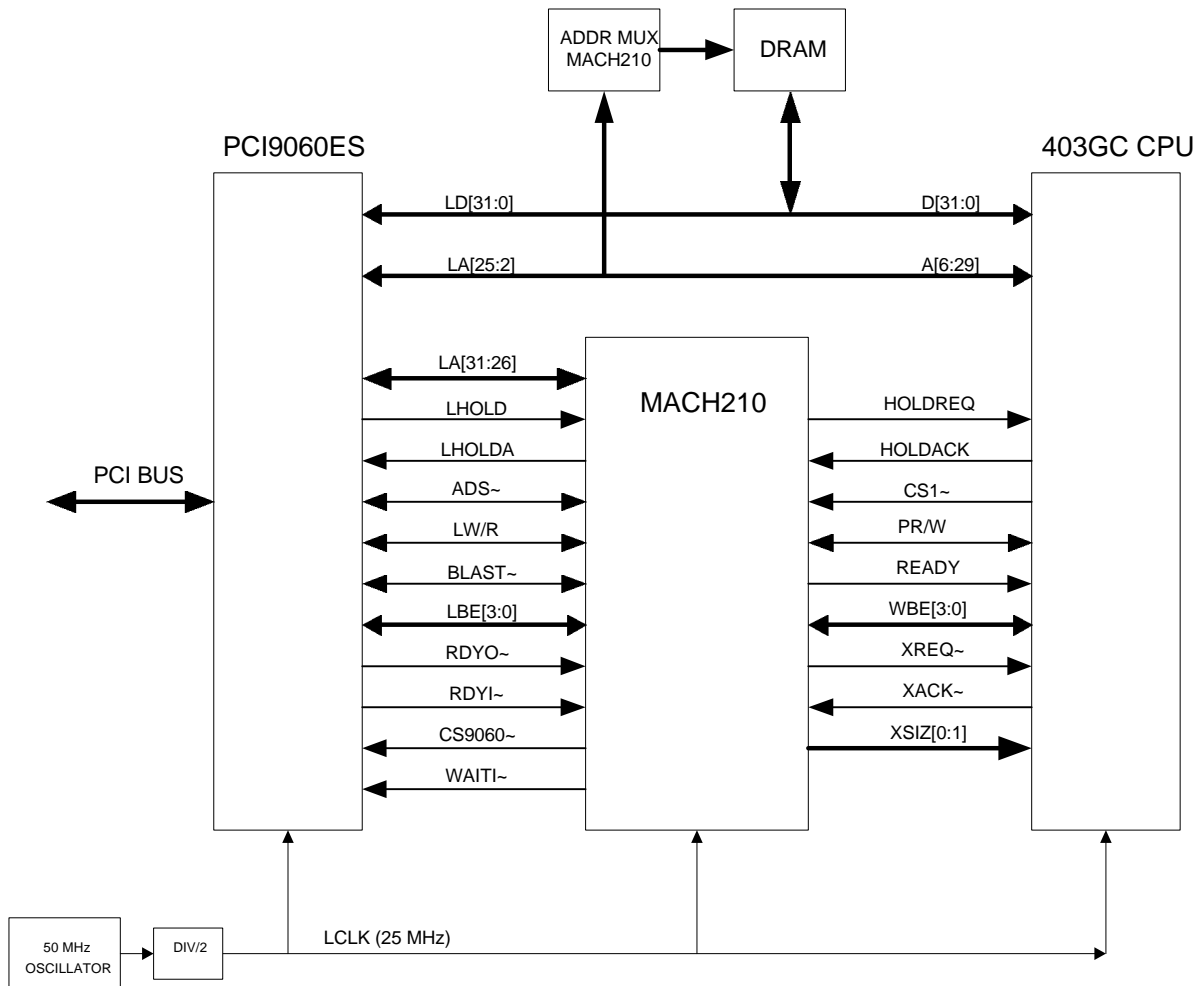 ADDR MUX
MACH210
DRAM
PCI9060ES
403GC CPU
LD[31:0]
D[31:0]
LA[25:2]
A[6:29]
LA[31:26]
MACH210
LHOLD
HOLDREQ
LHOLDA
HOLDACK
PCI BUS
ADS~
CS1~
LW/R
PR/W
BLAST~
READY
LBE[3:0]
WBE[3:0]
RDYO~
XREQ~
RDYI~
XACK~
CS9060~
XSIZ[0:1]
WAITI~
50 MHz
OSCILLATOR
DIV/2
LCLK (25 MHz)